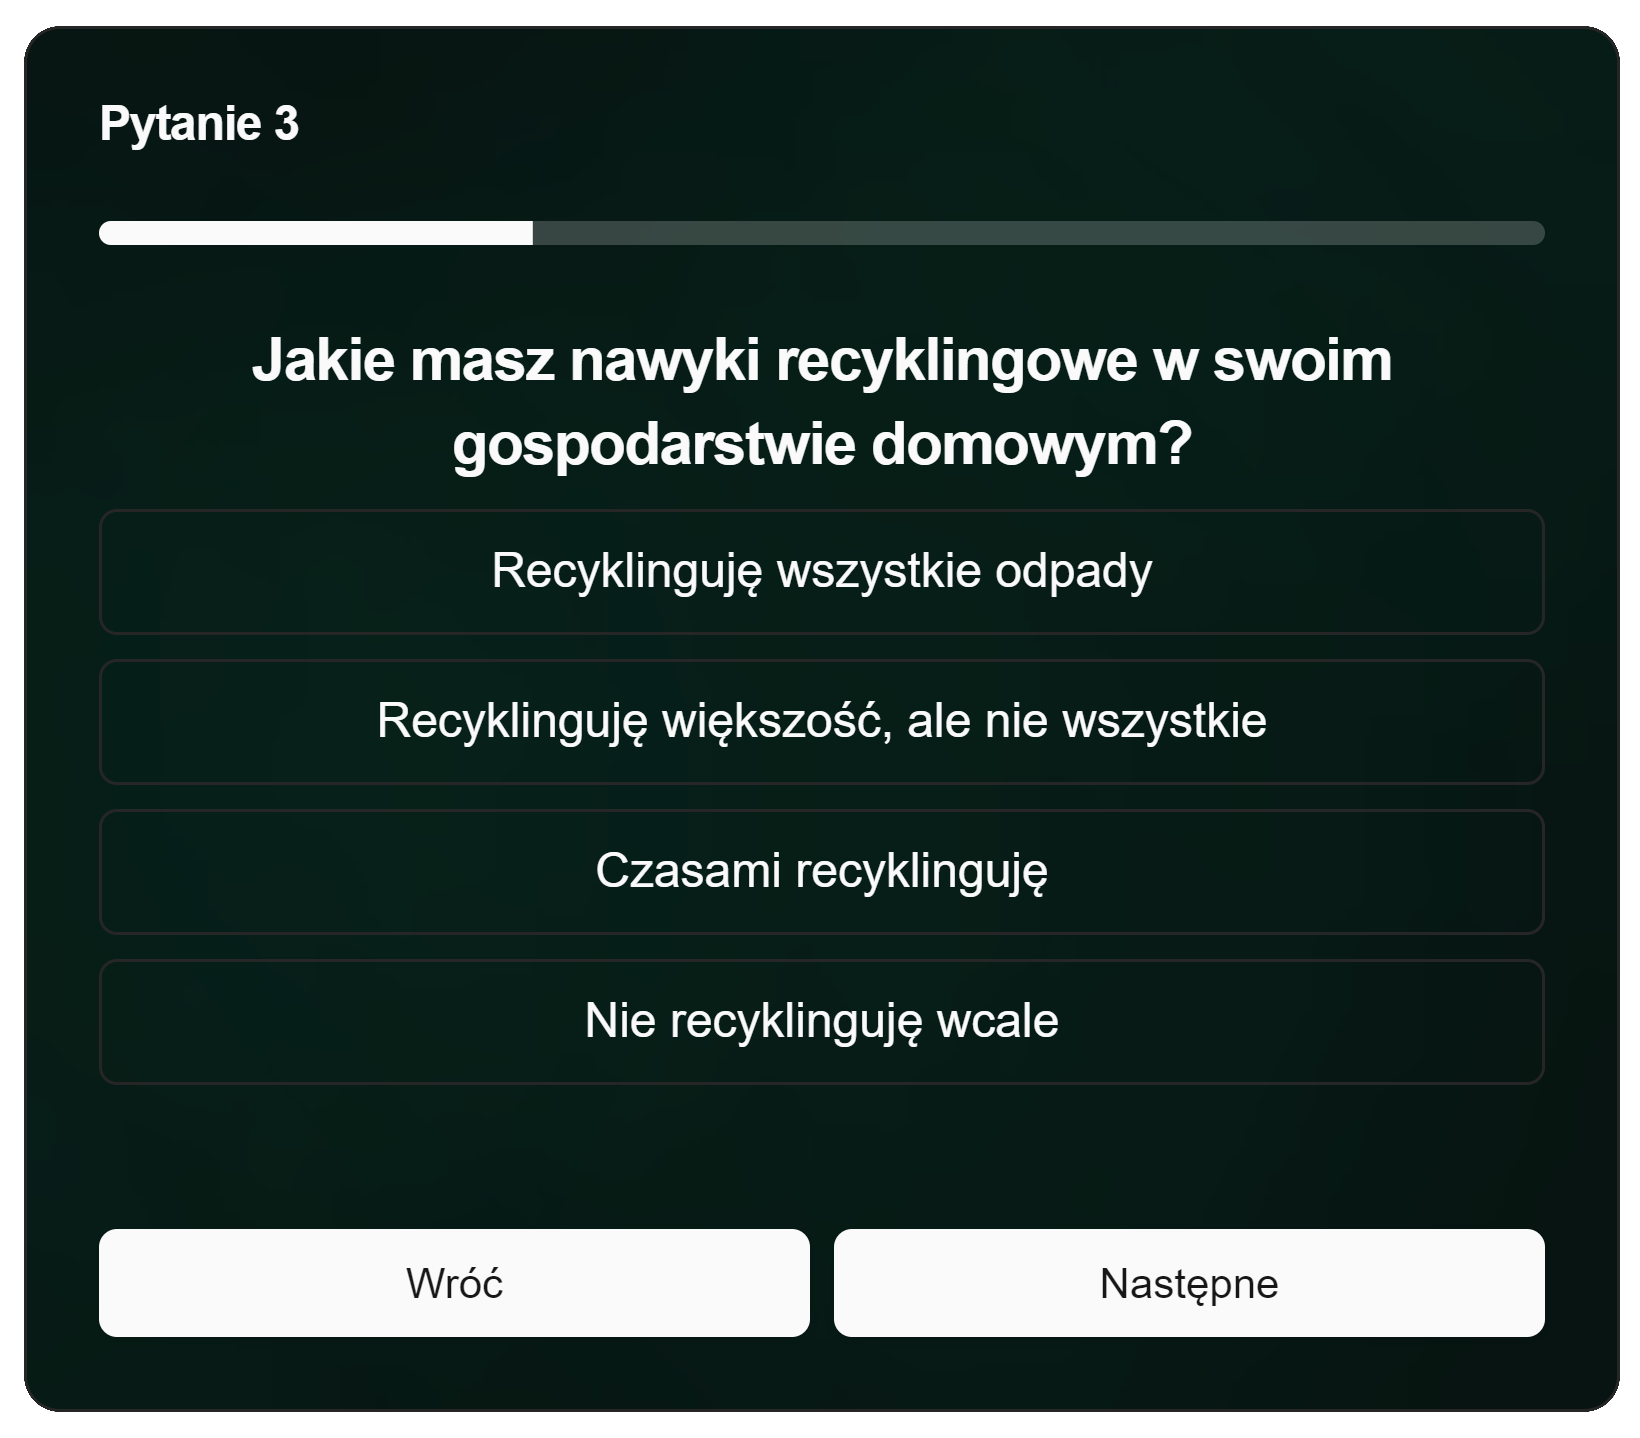 Pytanie 3
Jakie masz nawyki recyklingowe w swoim
gospodarstwie domowym?
Recyklinguję wszystkie odpady
Recyklinguję większość, ale nie wszystkie
Czasami recyklinguję
Nie recyklinguję wcale
Wróć
Następne